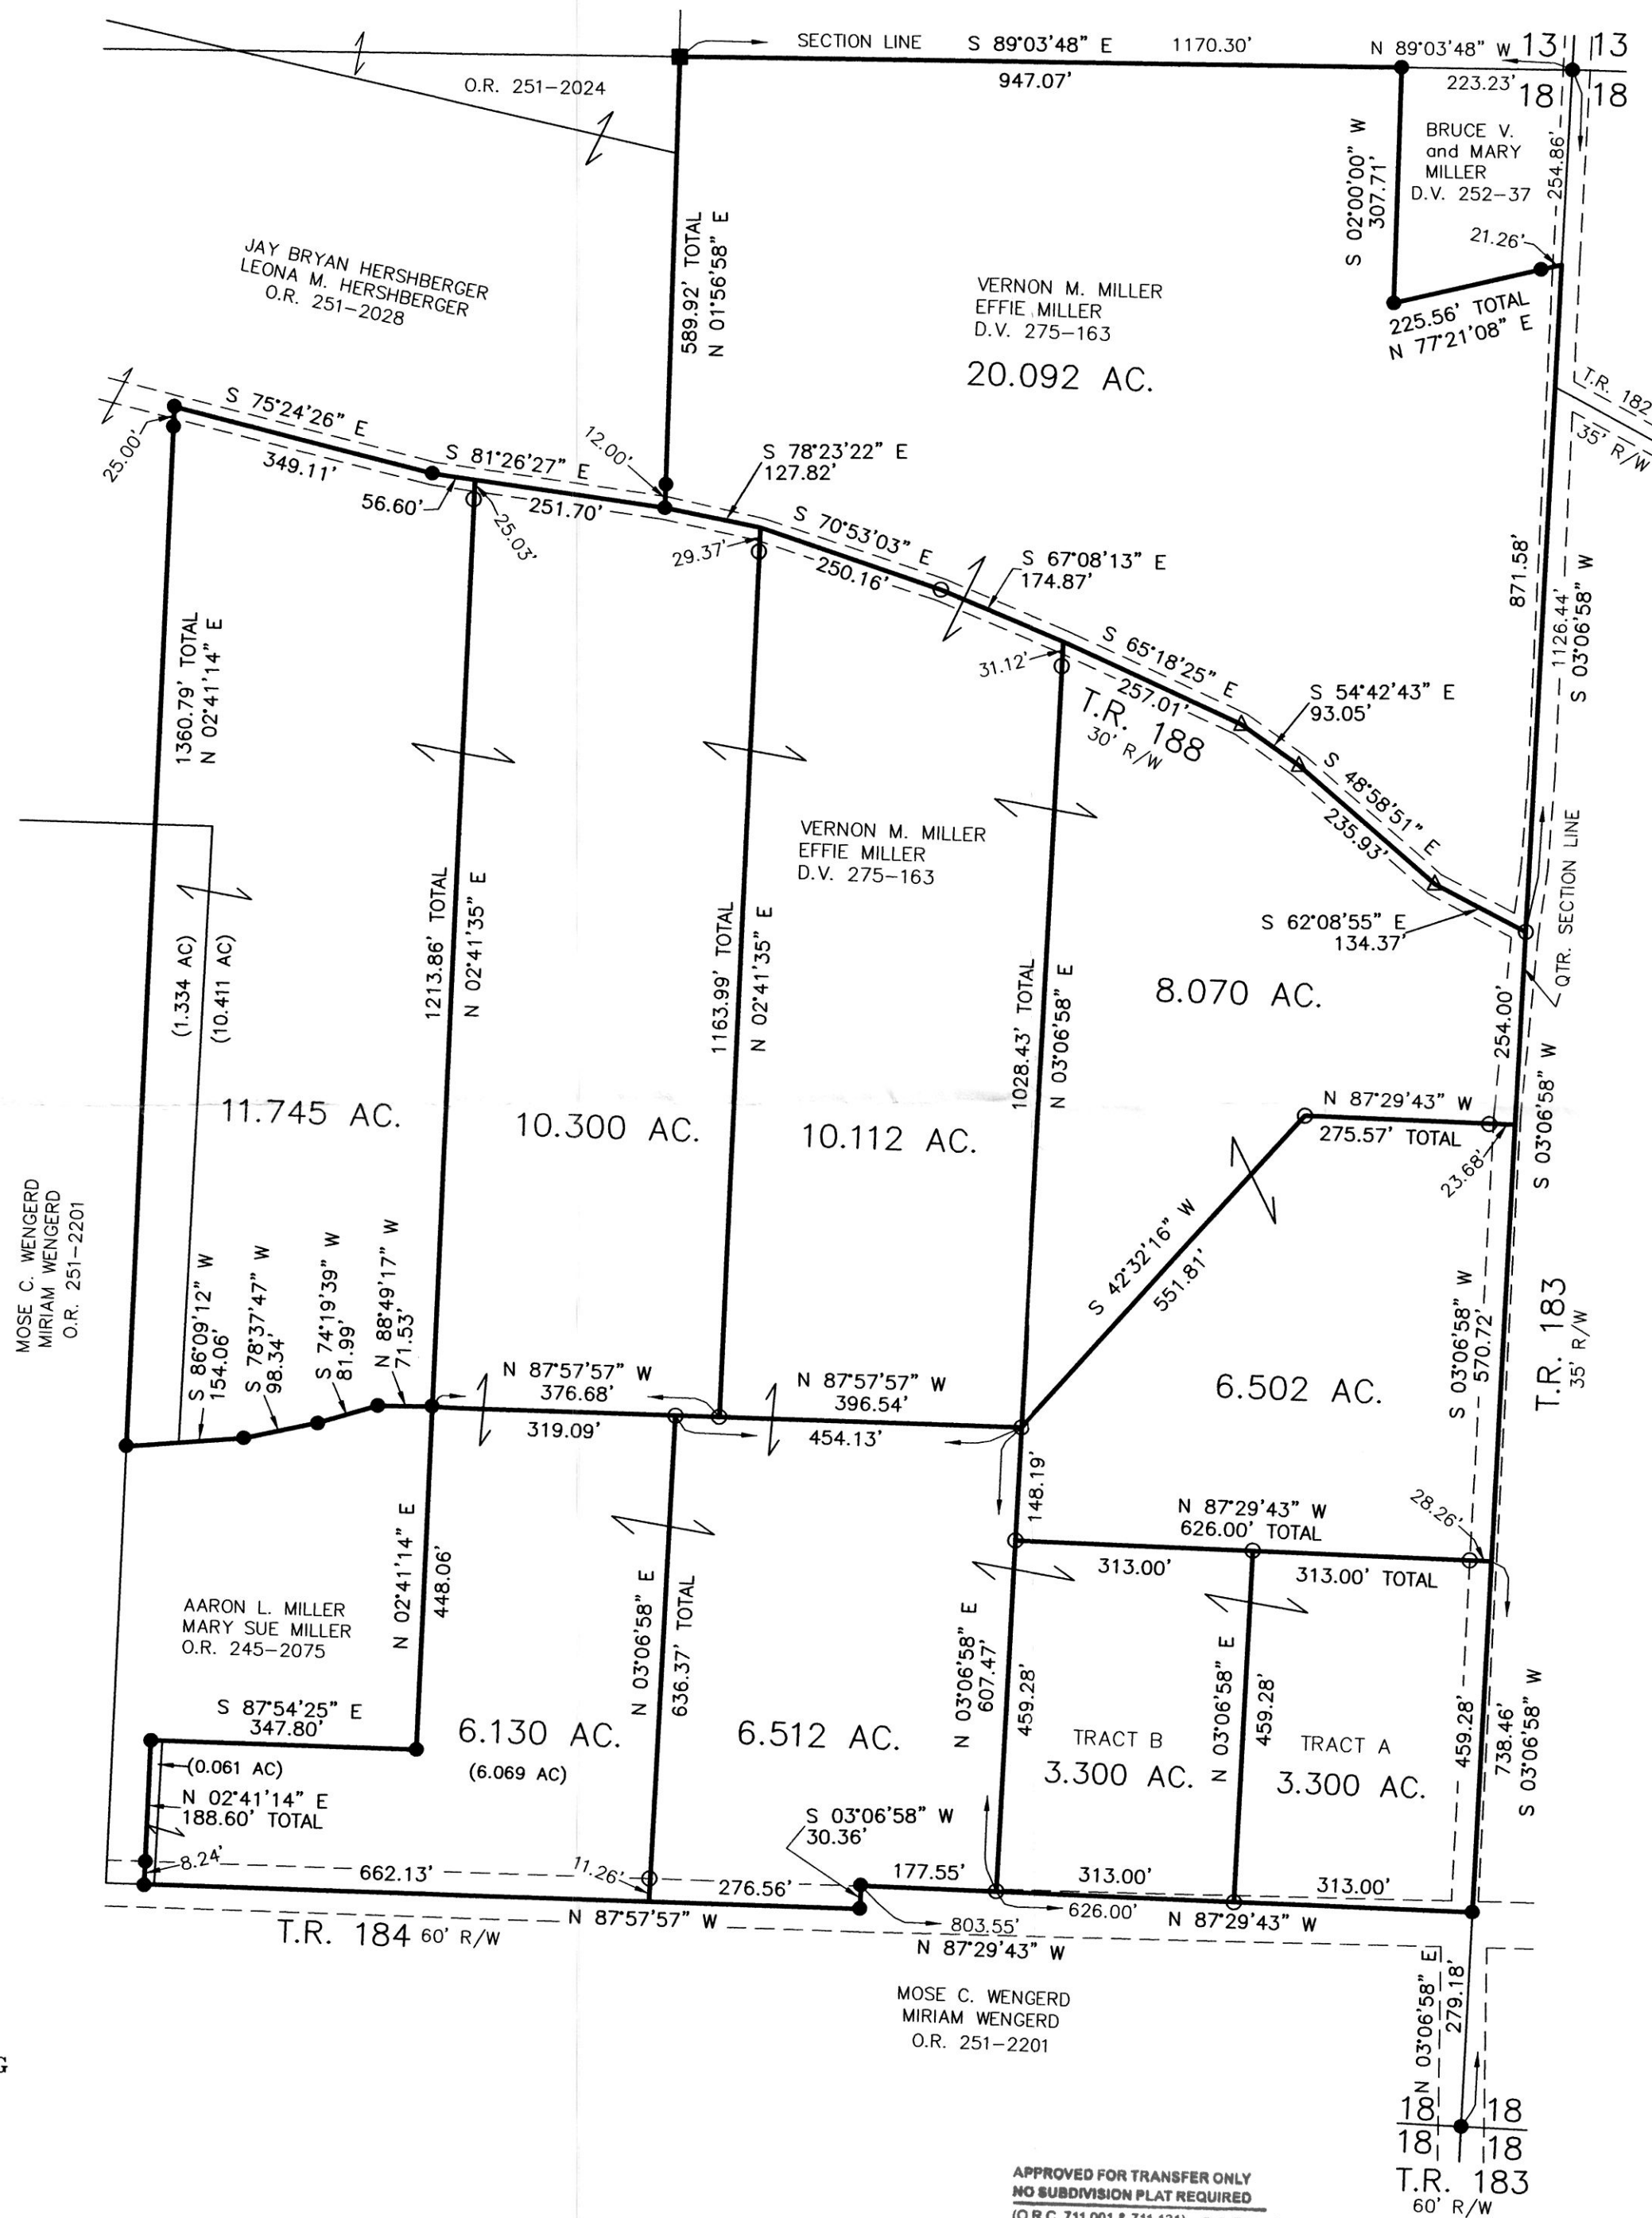 SECTION LINE
S 89°03'48" E
1170.30'
947.07'
N 89°03'48" W
223.23'
13 13
18 18
O.R. 251-2024
BRUCE V.
and MARY
MILLER
D.V. 252-37
254.86'
S 02°00'00" W
307.71'
21.26'
225.56' TOTAL
N 77°21'08" E
JAY BRYAN HERSHBERGER
LEONA M. HERSHBERGER
O.R. 251-2028
589.92' TOTAL
N 01°56'58" E
VERNON M. MILLER
EFFIE MILLER
D.V. 275-163
20.092 AC.
T.R. 182
35' R/W
S 75°24'26" E
349.11'
25.00'
S 81°26'27" E
251.70'
56.60'
25.03'
12.00'
S 78°23'22" E
127.82'
29.37'
S 70°53'03" E
250.16'
S 67°08'13" E
174.87'
31.12'
S 65°18'25" E
257.01'
T.R. 188
30' R/W
S 54°42'43" E
93.05'
S 48°58'51" E
235.93'
S 62°08'55" E
134.37'
871.58'
1126.44'
S 03°06'58" W
QTR. SECTION LINE
1360.79' TOTAL
N 02°41'14" E
(1.334 AC)
(10.411 AC)
1213.86' TOTAL
N 02°41'35" E
1163.99' TOTAL
N 02°41'35" E
VERNON M. MILLER
EFFIE MILLER
D.V. 275-163
1028.43' TOTAL
N 03°06'58" E
8.070 AC.
254.00'
S 03°06'58" W
N 87°29'43" W
275.57' TOTAL
23.68'
11.745 AC.
10.300 AC.
10.112 AC.
S 42°32'16" W
551.81'
MOSE C. WENGERD
MIRIAM WENGERD
O.R. 251-2201
S 86°09'12" W
154.06'
S 78°37'47" W
98.34'
S 74°19'39" W
81.99'
N 88°49'17" W
71.53'
N 87°57'57" W
376.68'
319.09'
N 87°57'57" W
396.54'
454.13'
6.502 AC.
S 03°06'58" W
570.72'
T.R. 183
35' R/W
148.19'
N 87°29'43" W
626.00' TOTAL
28.26'
313.00'
313.00' TOTAL
N 02°41'14" E
448.06'
AARON L. MILLER
MARY SUE MILLER
O.R. 245-2075
N 03°06'58" E
636.37' TOTAL
N 03°06'58" E
607.47'
459.28'
N 03°06'58" E
459.28'
459.28'
738.46'
S 03°06'58" W
S 87°54'25" E
347.80'
(0.061 AC)
N 02°41'14" E
188.60' TOTAL
8.24'
6.130 AC.
(6.069 AC)
6.512 AC.
TRACT B
3.300 AC.
TRACT A
3.300 AC.
S 03°06'58" W
30.36'
662.13'
11.26'
276.56'
177.55'
313.00'
313.00'
N 87°57'57" W
803.55'
N 87°29'43" W
626.00'
N 87°29'43" W
T.R. 184 60' R/W
MOSE C. WENGERD
MIRIAM WENGERD
O.R. 251-2201
N 03°06'58" E
279.18'
18 18
18 18
T.R. 183
60' R/W
APPROVED FOR TRANSFER ONLY
NO SUBDIVISION PLAT REQUIRED